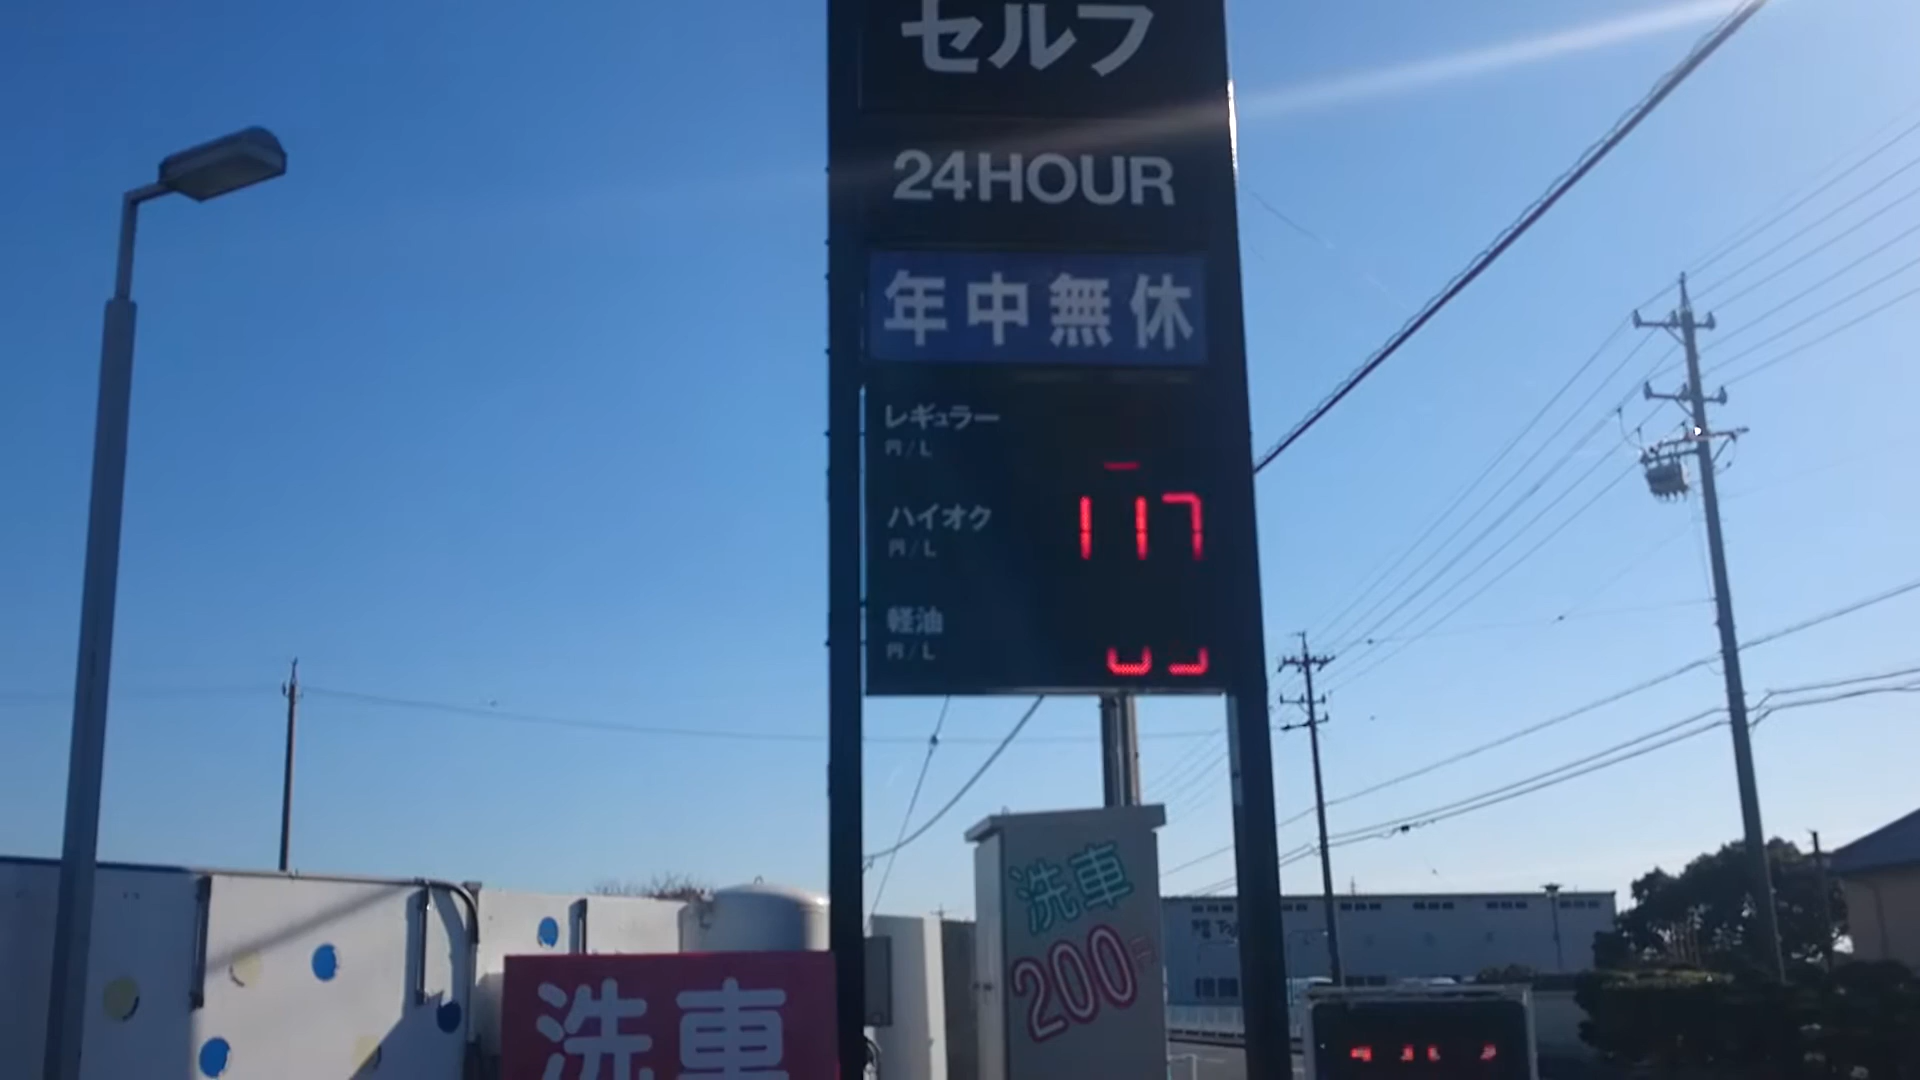 セルフ
24HOUR
年中無休
レギュラー
円/L
ハイオク
円/L
117
軽油
円/L
洗車
200円
洗車